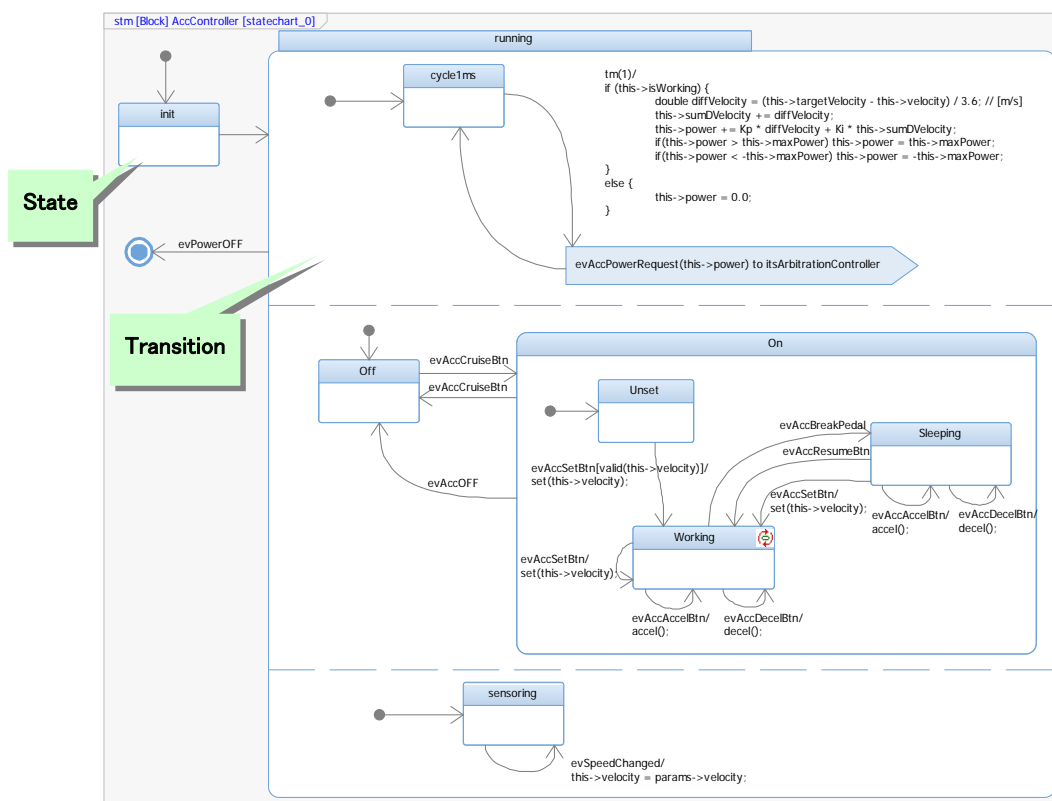 stm [Block] AccController [statechart_0]
running
init
State
evPowerOFF
Transition
cycle1ms
tm(1)/
if (this->isWorking) {
double diffVelocity = (this->targetVelocity - this->velocity) / 3.6; // [m/s]
this->sumDVelocity += diffVelocity;
this->power += Kp * diffVelocity + Ki * this->sumDVelocity;
if(this->power > this->maxPower) this->power = this->maxPower;
if(this->power < -this->maxPower) this->power = -this->maxPower;
}
else {
this->power = 0.0;
}
evAccPowerRequest(this->power) to itsArbitrationController
Off
evAccCruiseBtn
evAccCruiseBtn
evAccOFF
On
Unset
evAccSetBtn[valid(this->velocity)]/
set(this->velocity);
evAccBreakPedal
evAccResumeBtn
Sleeping
evAccSetBtn/
set(this->velocity);
evAccAccelBtn/
accel();
evAccDecelBtn/
decel();
Working
evAccSetBtn/
set(this->velocity);
evAccAccelBtn/
accel();
evAccDecelBtn/
decel();
sensoring
evSpeedChanged/
this->velocity = params->velocity;